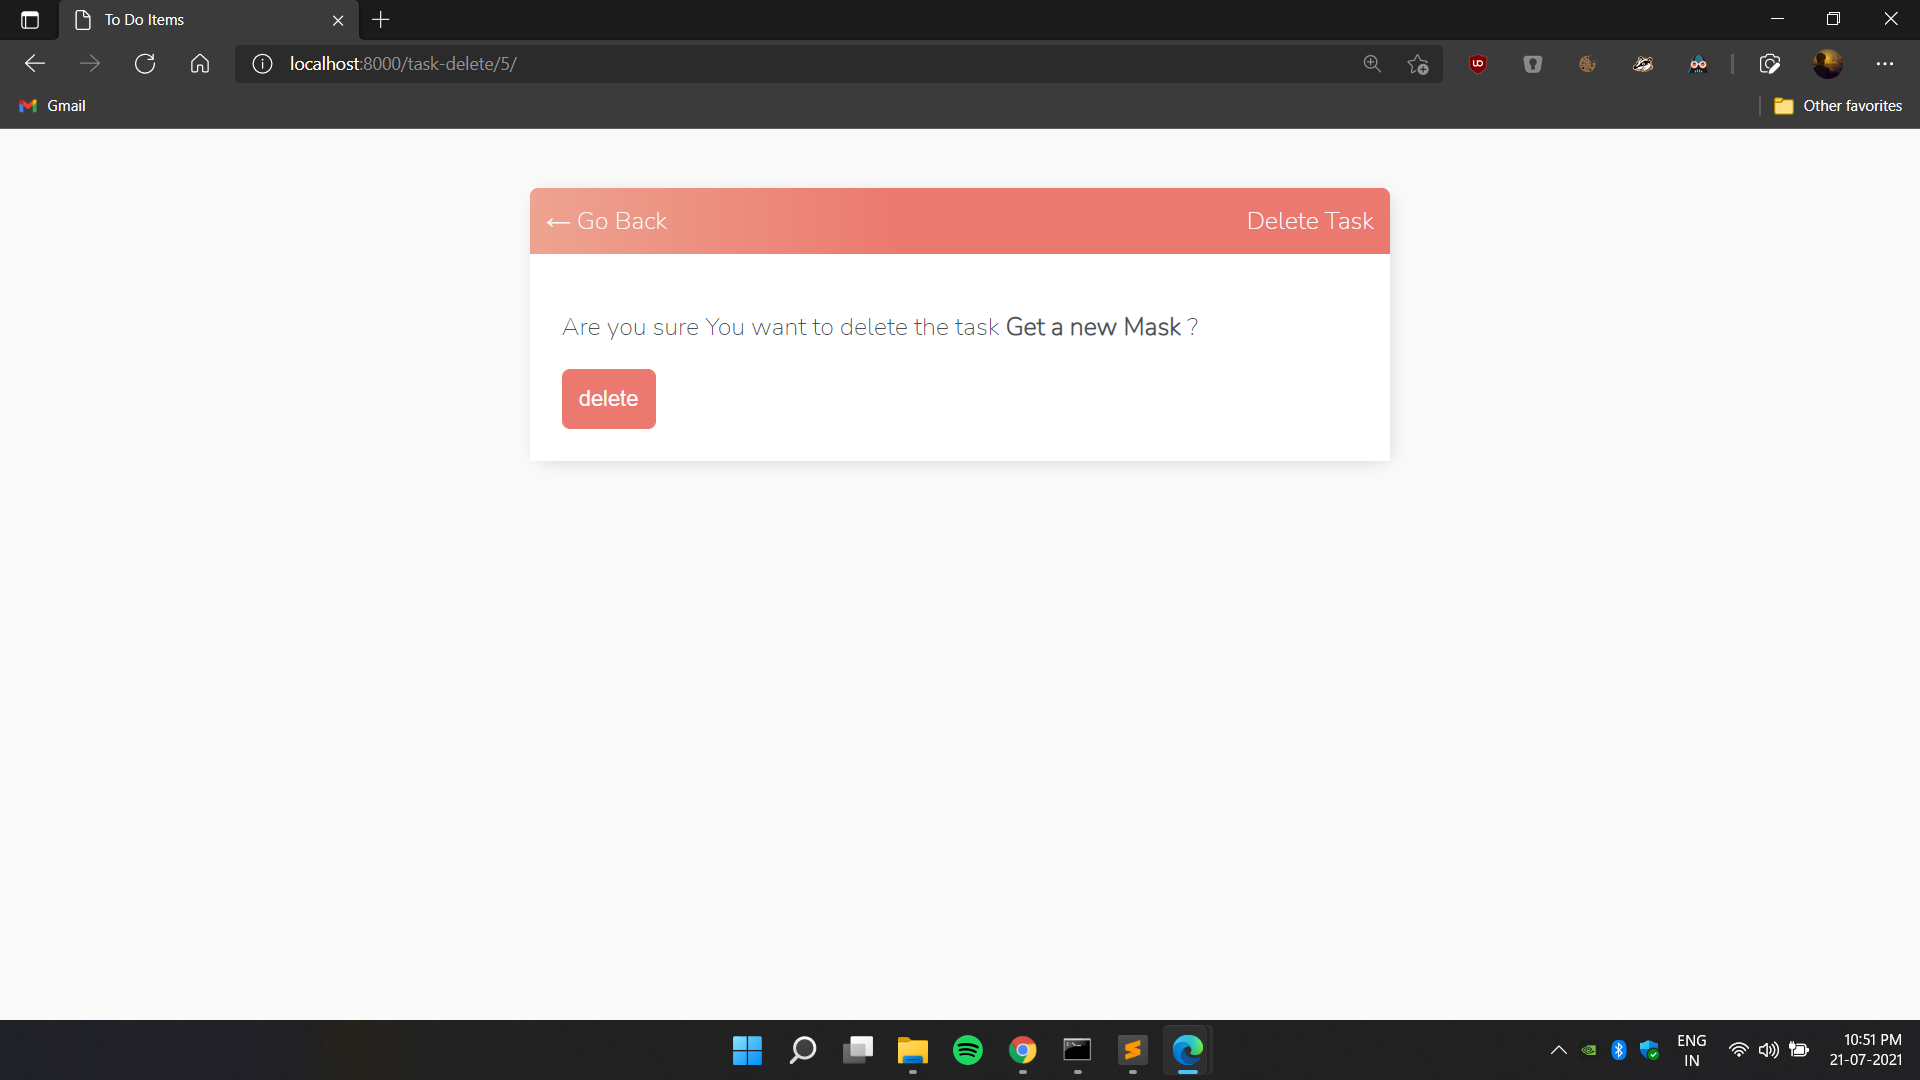 To Do Items
localhost:8000/task-delete/5/
Gmail
Other favorites
← Go Back
Delete Task
Are you sure You want to delete the task Get a new Mask ?
delete
ENG
IN
10:51 PM
21-07-2021